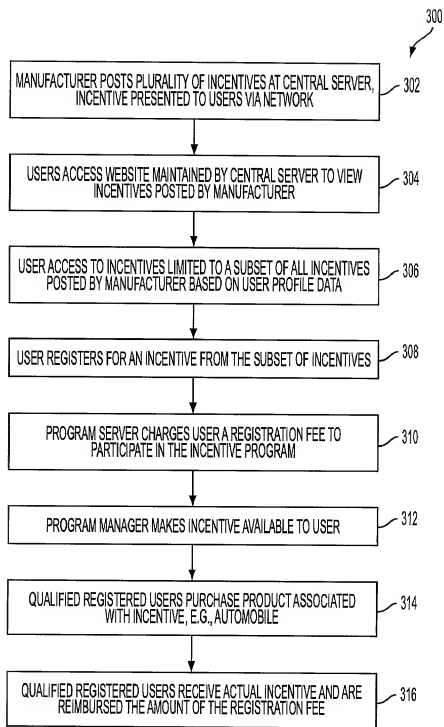 300
MANUFACTURER POSTS PLURALITY OF INCENTIVES AT CENTRAL SERVER,
INCENTIVE PRESENTED TO USERS VIA NETWORK
302
USERS ACCESS WEBSITE MAINTAINED BY CENTRAL SERVER TO VIEW
INCENTIVES POSTED BY MANUFACTURER
304
USER ACCESS TO INCENTIVES LIMITED TO A SUBSET OF ALL INCENTIVES
POSTED BY MANUFACTURER BASED ON USER PROFILE DATA
306
USER REGISTERS FOR AN INCENTIVE FROM THE SUBSET OF INCENTIVES
308
PROGRAM SERVER CHARGES USER A REGISTRATION FEE TO
PARTICIPATE IN THE INCENTIVE PROGRAM
310
PROGRAM MANAGER MAKES INCENTIVE AVAILABLE TO USER
312
QUALIFIED REGISTERED USERS PURCHASE PRODUCT ASSOCIATED
WITH INCENTIVE, E.G., AUTOMOBILE
314
QUALIFIED REGISTERED USERS RECEIVE ACTUAL INCENTIVE AND ARE
REIMBURSED THE AMOUNT OF THE REGISTRATION FEE
316